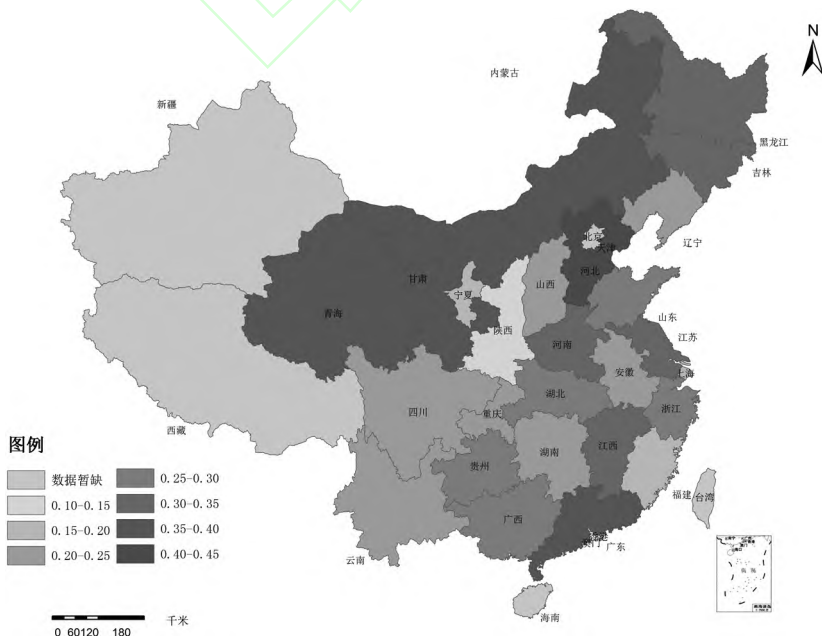 N
内蒙古
新疆
黑龙江
吉林
北京
天津
辽宁
甘肃
河北
宁夏
山西
青海
山东
陕西
江苏
河南
安徽
上海
湖北
四川
重庆
浙江
西藏
湖南
江西
贵州
福建
台湾
广西
澳门
广东
云南
海南
图例
数据暂缺
0.25-0.30
0.10-0.15
0.30-0.35
0.15-0.20
0.35-0.40
0.20-0.25
0.40-0.45
千米
0 60120 180
南海